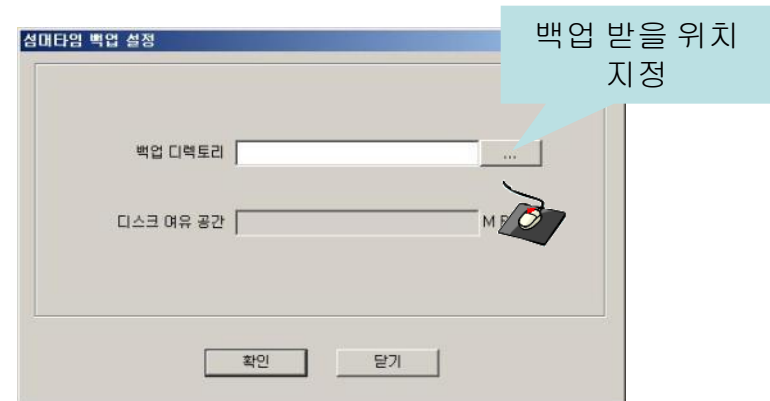 섬머타임 백업 설정
백업 받을 위치
지정
백업 디렉토리
...
디스크 여유 공간
M
확인
닫기